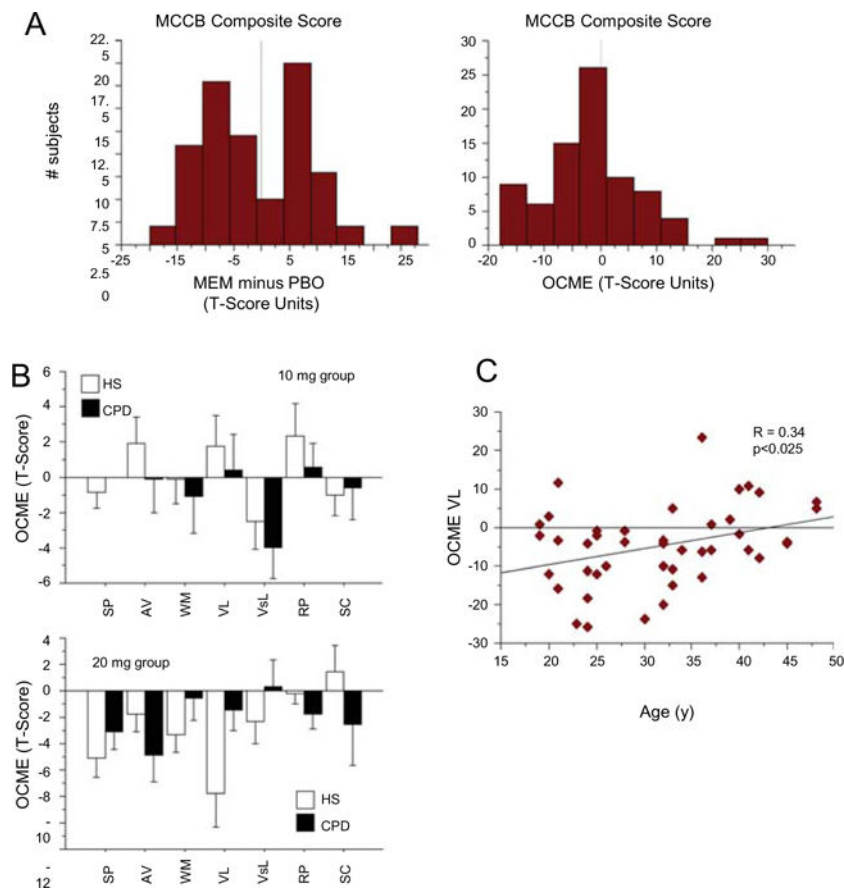 A
MCCB Composite Score
22.
5
20
17.
5
15
12.
5
10
7.5
5
2.5
0
# subjects
-25
-15
-5
5
15
25
MEM minus PBO
(T-Score Units)
MCCB Composite Score
30
25
20
15
10
5
0
-20
-10
0
10
20
30
OCME (T-Score Units)
B
HS
CPD
10 mg group
6
4
2
0
-2
-4
-6
OCME (T-Score)
SP
AV
WM
VL
VsL
RP
SC
4
2
0
-2
-4
-6
-8
-
10
-
12
OCME (T-Score)
20 mg group
HS
CPD
SP
AV
WM
VL
VsL
RP
SC
C
R = 0.34
p<0.025
30
20
10
0
-10
-20
-30
OCME VL
15
20
25
30
35
40
45
50
Age (y)